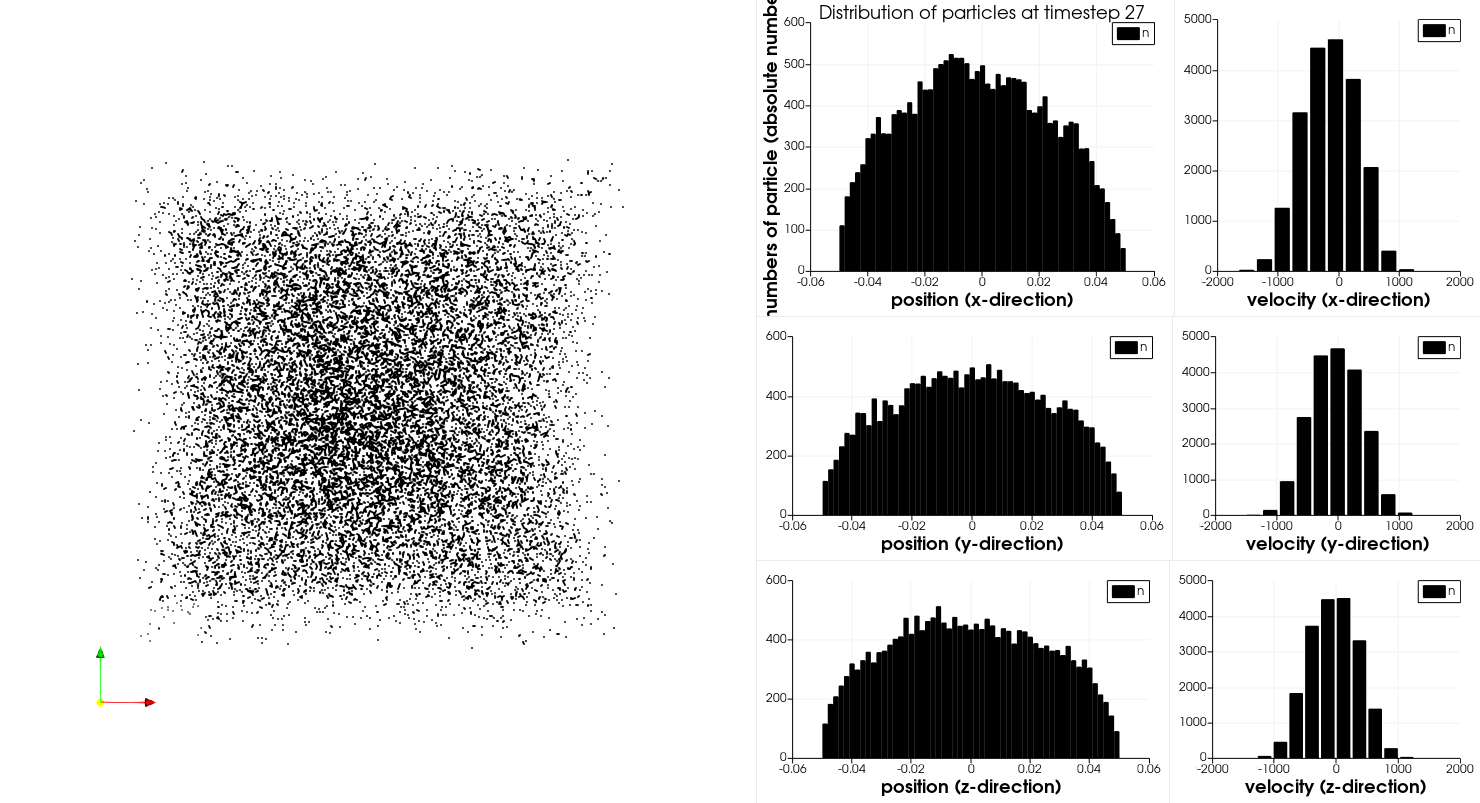 Distribution of particles at timestep 27
numbers of particle (absolute numbe
600
500
400
300
200
100
0
n
-0.06 -0.04 -0.02 0 0.02 0.04 0.06
position (x-direction)
5000
4000
3000
2000
1000
0
n
-2000 -1000 0 1000 2000
velocity (x-direction)
600
400
200
0
n
-0.06 -0.04 -0.02 0 0.02 0.04 0.06
position (y-direction)
5000
4000
3000
2000
1000
0
n
-2000 -1000 0 1000 2000
velocity (y-direction)
600
400
200
0
n
-0.06 -0.04 -0.02 0 0.02 0.04 0.06
position (z-direction)
5000
4000
3000
2000
1000
0
n
-2000 -1000 0 1000 2000
velocity (z-direction)